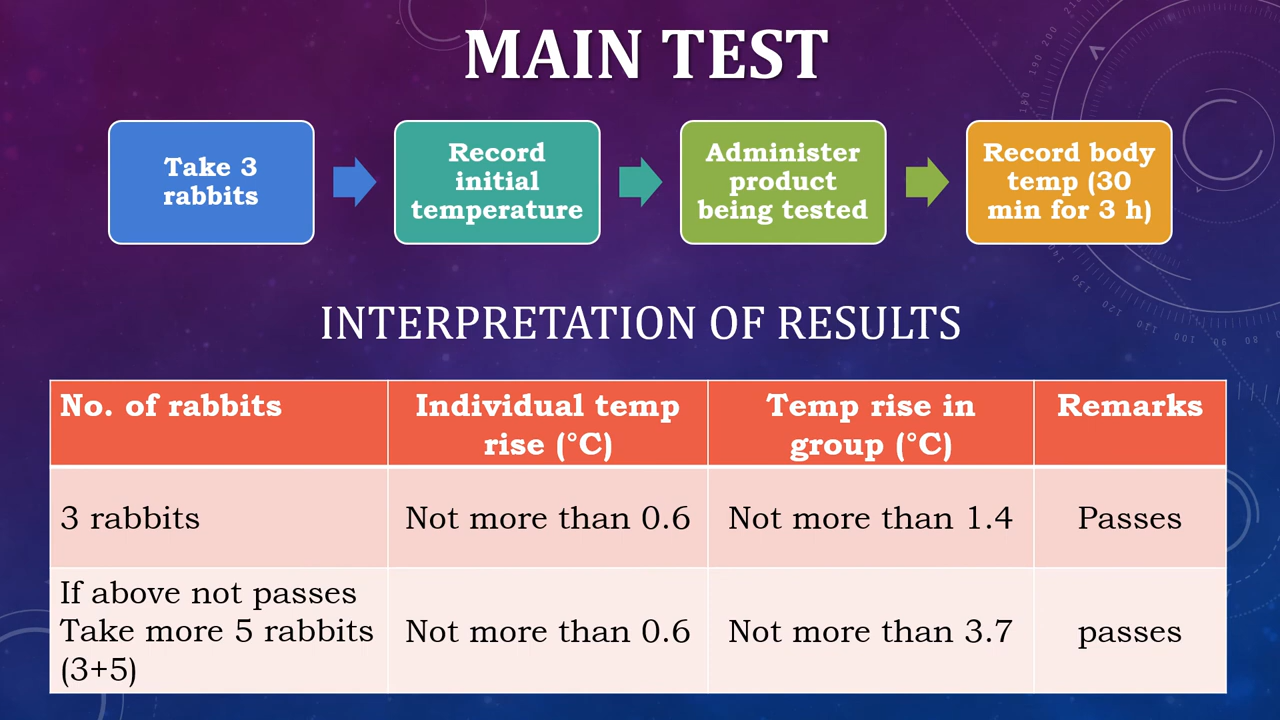 MAIN TEST
Take 3
rabbits
Record
initial
temperature
Administer
product
being tested
Record body
temp (30
min for 3 h)
INTERPRETATION OF RESULTS
No. of rabbits
Individual temp
rise (°C)
Temp rise in
group (°C)
Remarks
3 rabbits
Not more than 0.6
Not more than 1.4
Passes
If above not passes
Take more 5 rabbits
(3+5)
Not more than 0.6
Not more than 3.7
passes